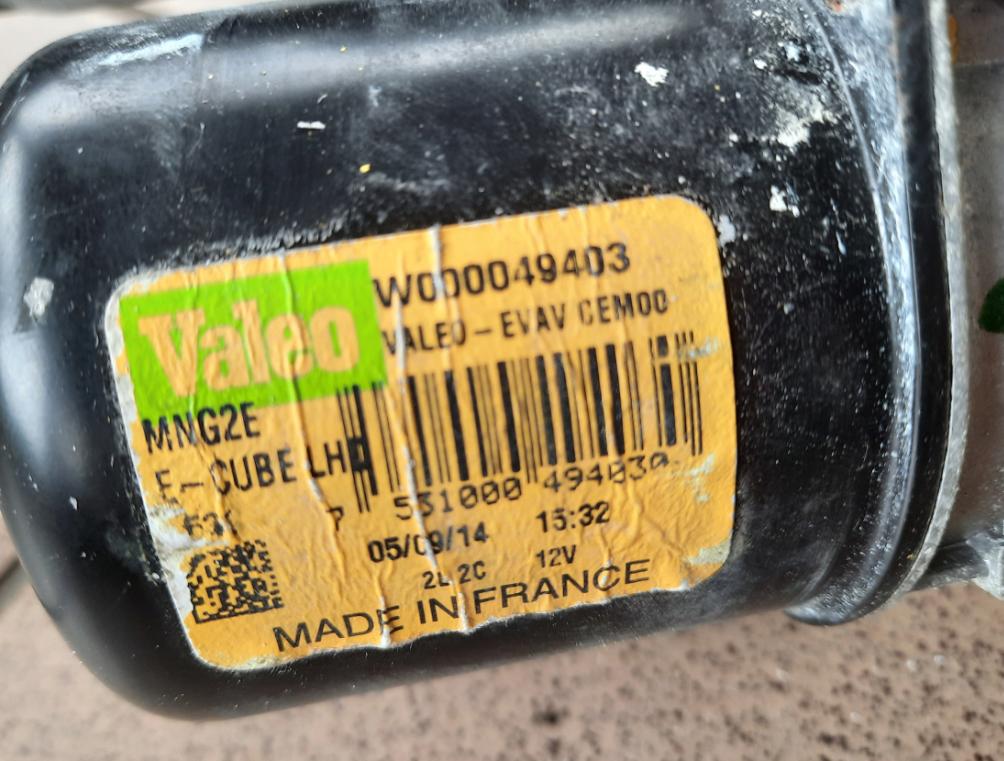 Valeo
W000049403
VALEO-EVAV CEM00
MNG2E
E-CUBE LHD
531000 494030
05/09/14 15:32
2L 2C 12V
MADE IN FRANCE